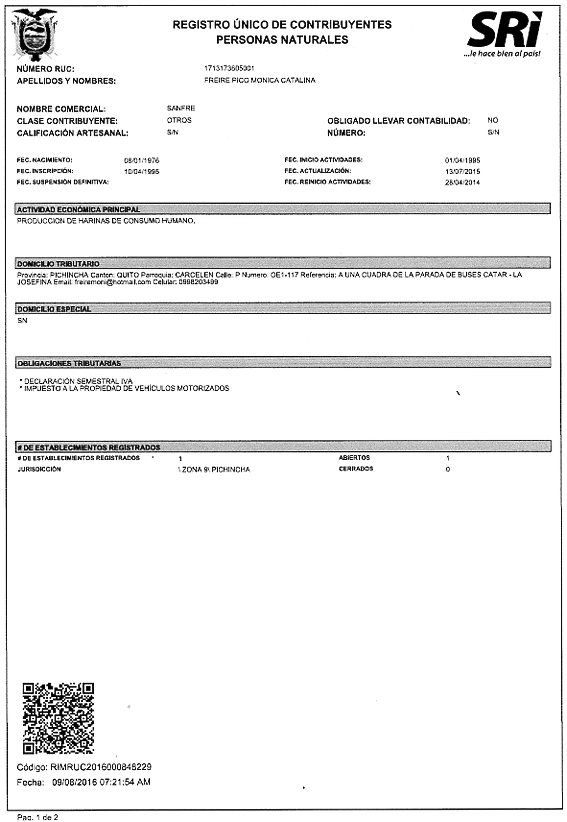 REGISTRO ÚNICO DE CONTRIBUYENTES
PERSONAS NATURALES
SRi
...le hace bien al país!
NÚMERO RUC: 1713173605001
APELLIDOS Y NOMBRES: FREIRE PICO MONICA CATALINA
NOMBRE COMERCIAL: SANFRE
CLASE CONTRIBUYENTE: OTROS OBLIGADO LLEVAR CONTABILIDAD: NO
CALIFICACIÓN ARTESANAL: S/N NÚMERO: S/N
FEC. NACIMIENTO: 08/01/1976 FEC. INICIO ACTIVIDADES: 01/04/1995
FEC. INSCRIPCIÓN: 10/04/1995 FEC. ACTUALIZACIÓN: 13/07/2015
FEC. SUSPENSIÓN DEFINITIVA: FEC. REINICIO ACTIVIDADES: 28/04/2014
ACTIVIDAD ECONÓMICA PRINCIPAL
PRODUCCION DE HARINAS DE CONSUMO HUMANO.
DOMICILIO TRIBUTARIO
Provincia: PICHINCHA Canton: QUITO Parroquia: CARCELEN Calle: P Numero: OE1-117 Referencia: A UNA CUADRA DE LA PARADA DE BUSES CATAR - LA
JOSEFINA Email: freiremoni@hotmail.com Celular: 0998203499
DOMICILIO ESPECIAL
SN
OBLIGACIONES TRIBUTARIAS
* DECLARACIÓN SEMESTRAL IVA
* IMPUESTO A LA PROPIEDAD DE VEHÍCULOS MOTORIZADOS
# DE ESTABLECIMIENTOS REGISTRADOS
# DE ESTABLECIMIENTOS REGISTRADOS 1 ABIERTOS 1
JURISDICCIÓN \ ZONA 9\ PICHINCHA CERRADOS 0
Código: RIMRUC2016000848229
Fecha: 09/08/2016 07:21:54 AM
Pag. 1 de 2